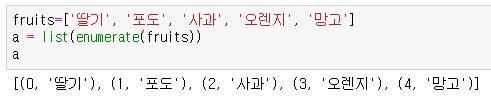 fruits=['딸기', '포도', '사과', '오렌지', '망고']
a = list(enumerate(fruits))
a
[(0, '딸기'), (1, '포도'), (2, '사과'), (3, '오렌지'), (4, '망고')]